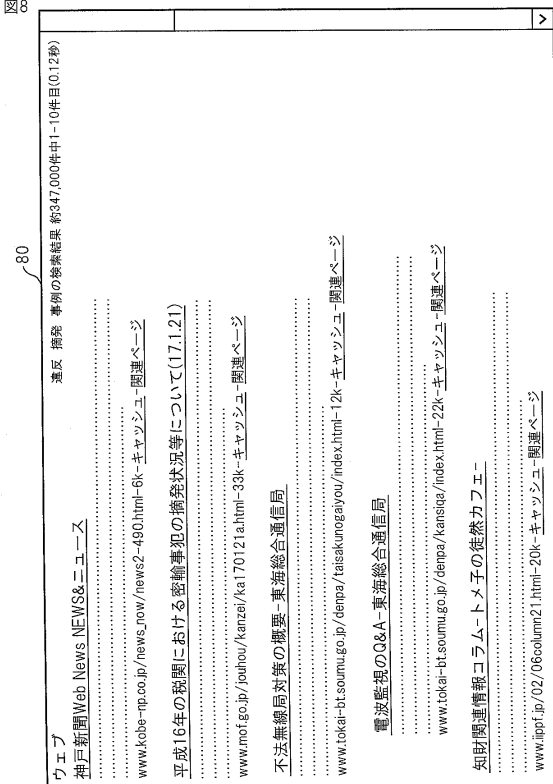 図8
80
ウェブ 違反 摘発 事例の検索結果 約347,000件中1-10件目(0.12秒)
神戸新聞Web News NEWS&ニュース
www.kobe-np.co.jp/news_now/news2-490.html-6k-キャッシュ-関連ページ
平成16年の税関における密輸事犯の摘発状況等について(17.1.21)
www.mof.go.jp/jouhou/kanzei/ka170121a.html-33k-キャッシュ-関連ページ
不法無線局対策の概要-東海総合通信局
www.tokai-bt.soumu.go.jp/denpa/taisakunogaiyou/index.html-12k-キャッシュ-関連ページ
電波監視のQ&A-東海総合通信局
www.tokai-bt.soumu.go.jp/denpa/kansiqa/index.html-22k-キャッシュ-関連ページ
知財関連情報コラム-トメ子の徒然カフェ-
www.iippf.jp/02/06column21.html-20k-キャッシュ-関連ページ